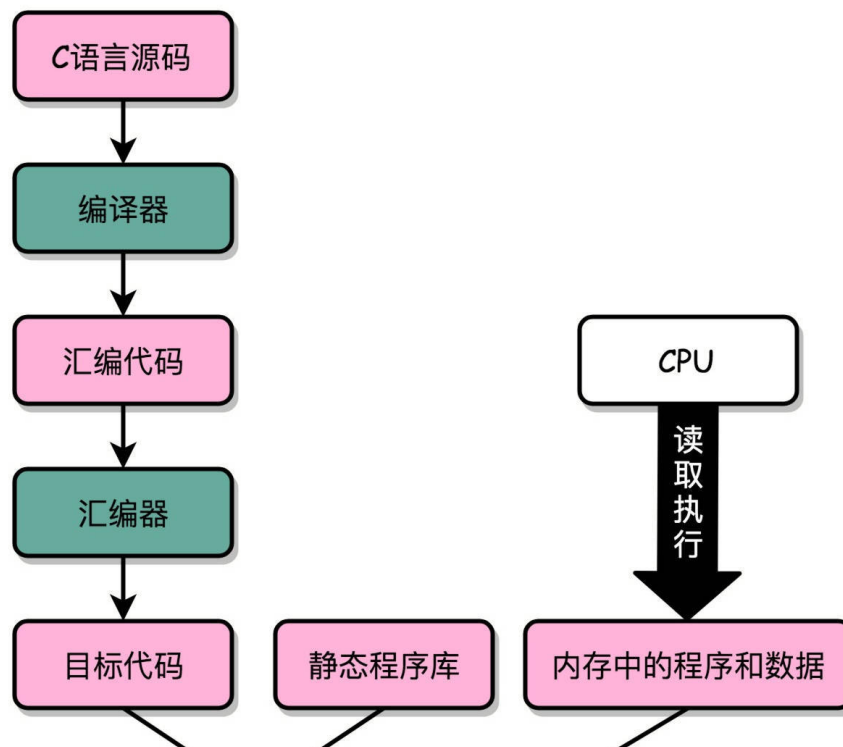 C语言源码
编译器
汇编代码
CPU
读取执行
汇编器
目标代码
静态程序库
内存中的程序和数据